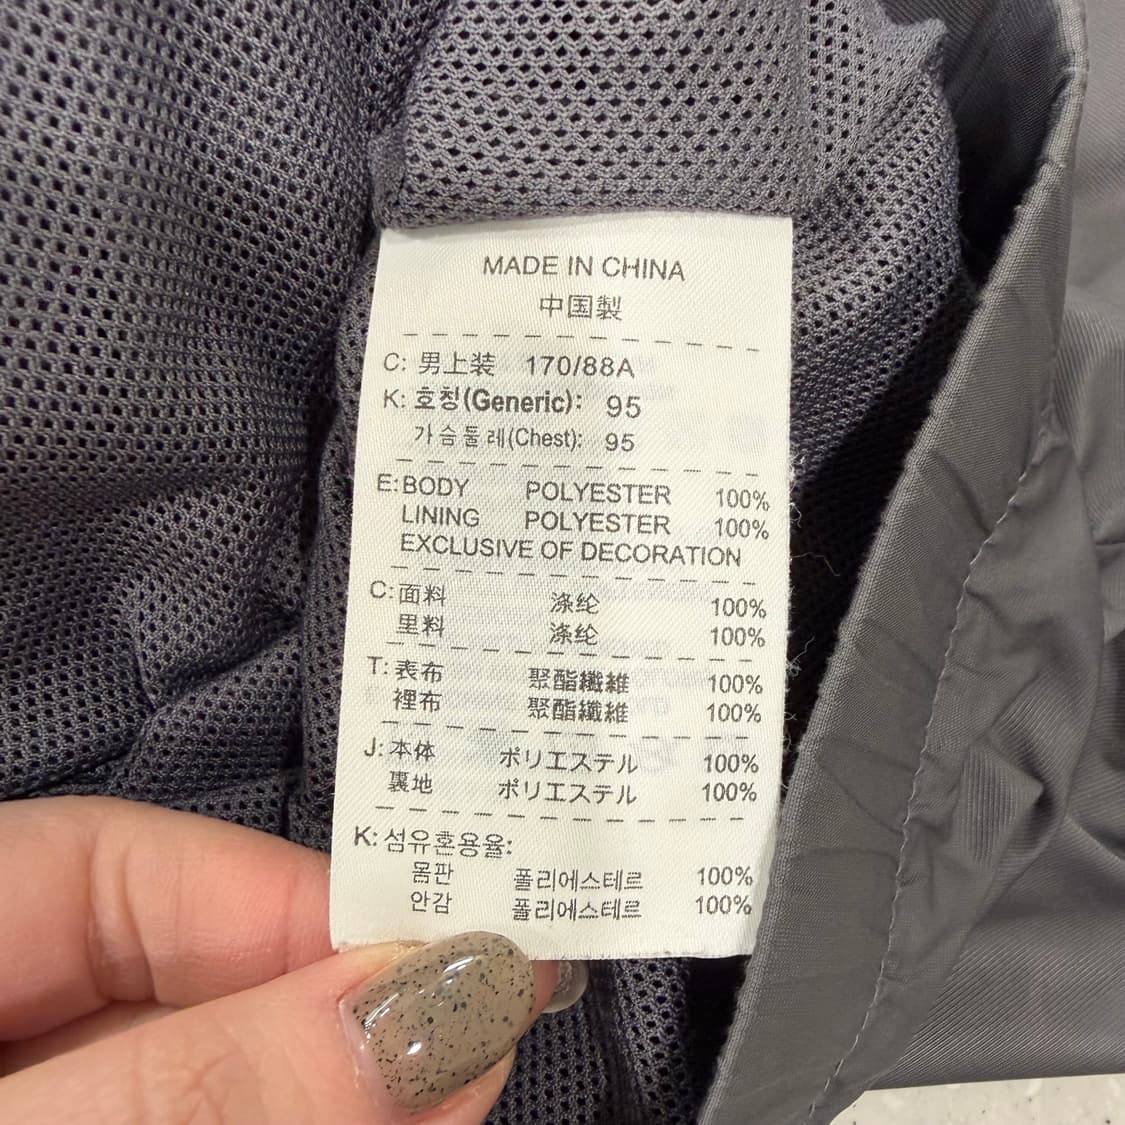 MADE IN CHINA
中国製
C: 男上装 170/88A
K: 호칭(Generic): 95
가슴둘레(Chest): 95
E:BODY POLYESTER 100%
LINING POLYESTER 100%
EXCLUSIVE OF DECORATION
C:面料 涤纶 100%
里料 涤纶 100%
T: 表布 聚酯纖維 100%
裡布 聚酯纖維 100%
J: 本体 ポリエステル 100%
裏地 ポリエステル 100%
K: 섬유혼용율:
몸판 폴리에스테르 100%
안감 폴리에스테르 100%